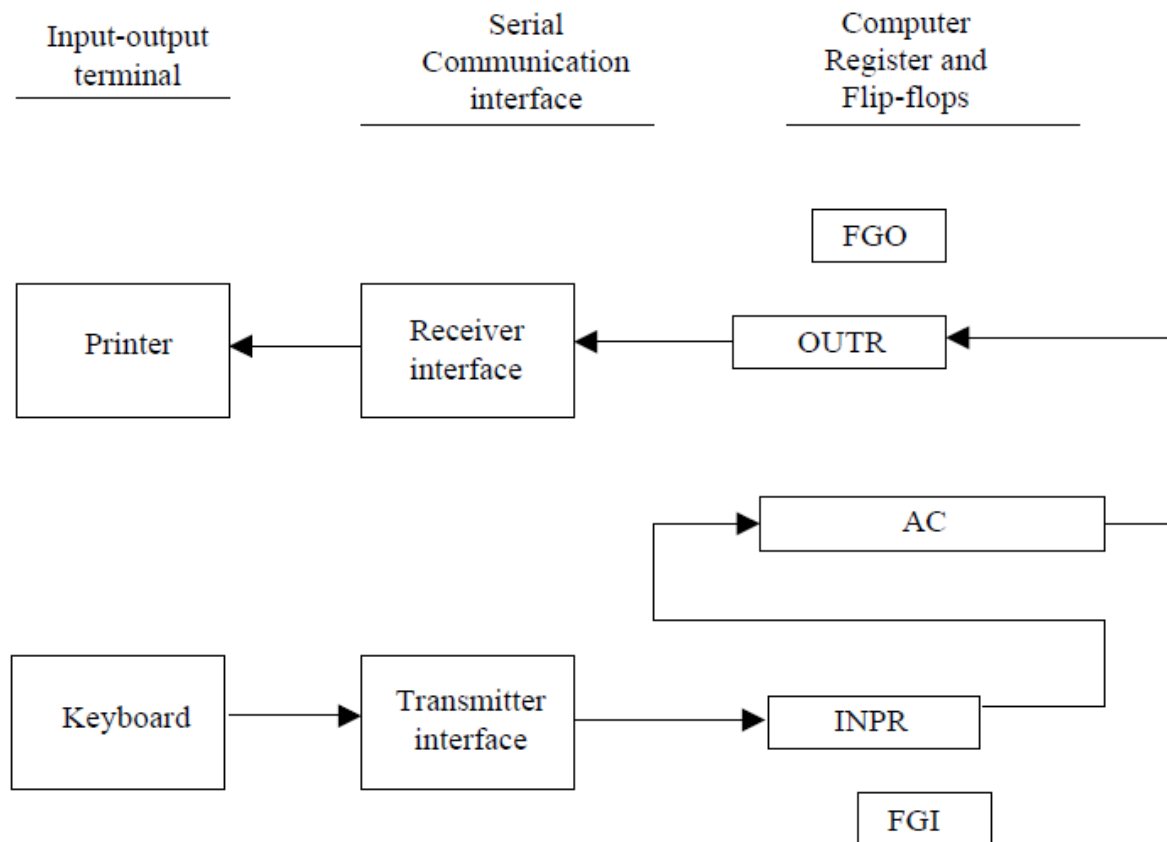 Input-output
terminal
Serial
Communication
interface
Computer
Register and
Flip-flops
FGO
Printer
Receiver
interface
OUTR
AC
Keyboard
Transmitter
interface
INPR
FGI